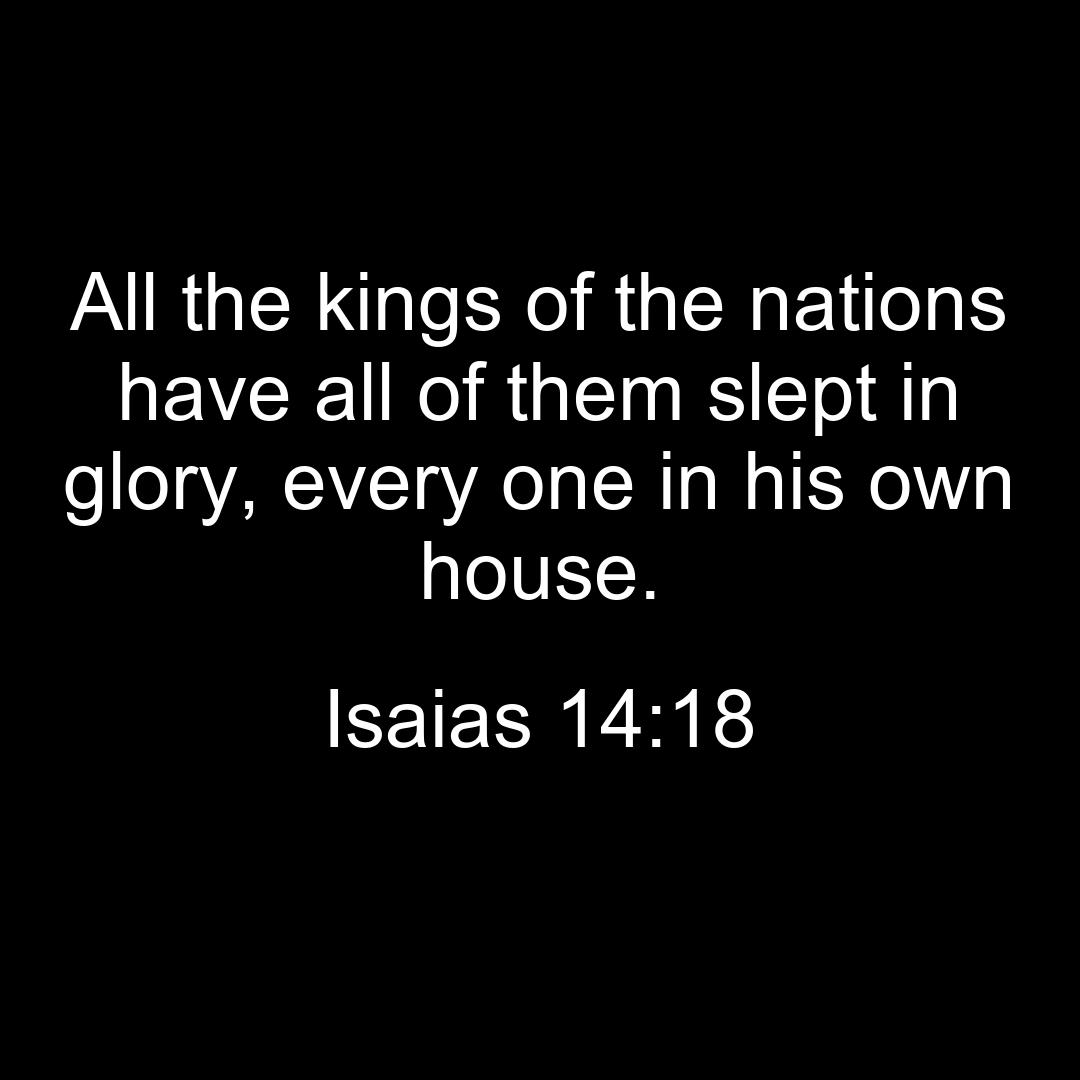 All the kings of the nations
have all of them slept in
glory, every one in his own
house.
Isaias 14:18